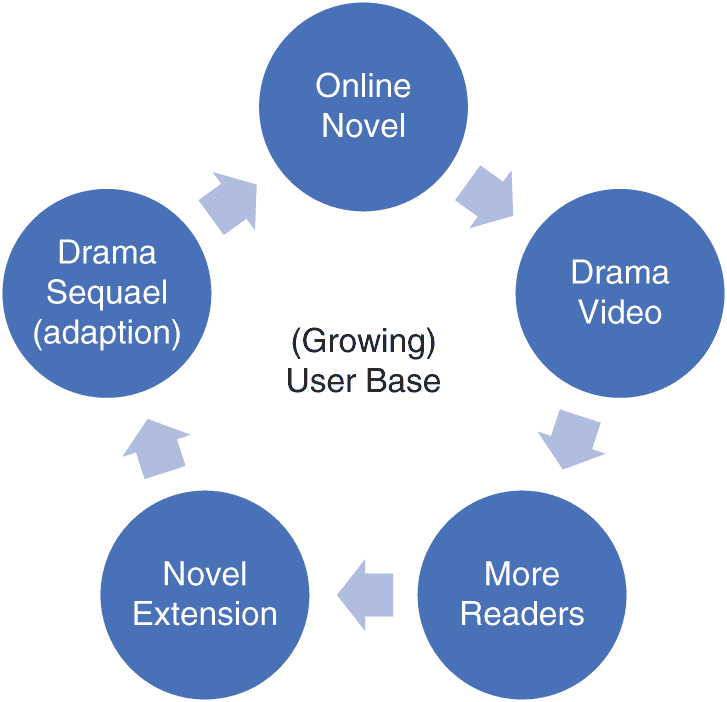 Online
Novel
Drama
Video
More
Readers
Novel
Extension
Drama
Sequael
(adaption)
(Growing)
User Base